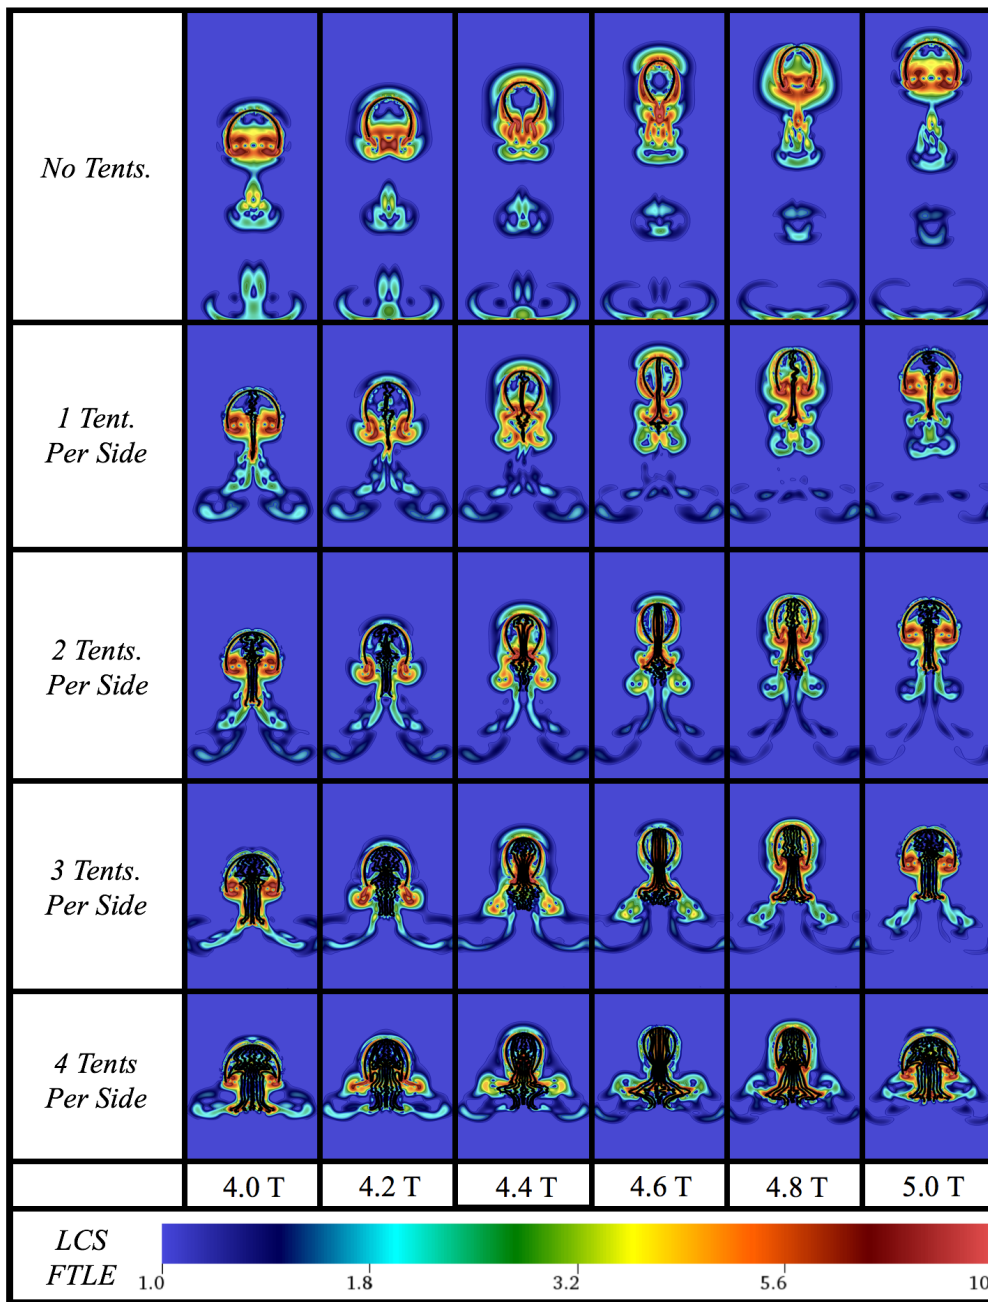 No Tents.
1 Tent.
Per Side
2 Tents.
Per Side
3 Tents.
Per Side
4 Tents
Per Side
4.0 T 4.2 T 4.4 T 4.6 T 4.8 T 5.0 T
LCS
FTLE
1.0 1.8 3.2 5.6 10